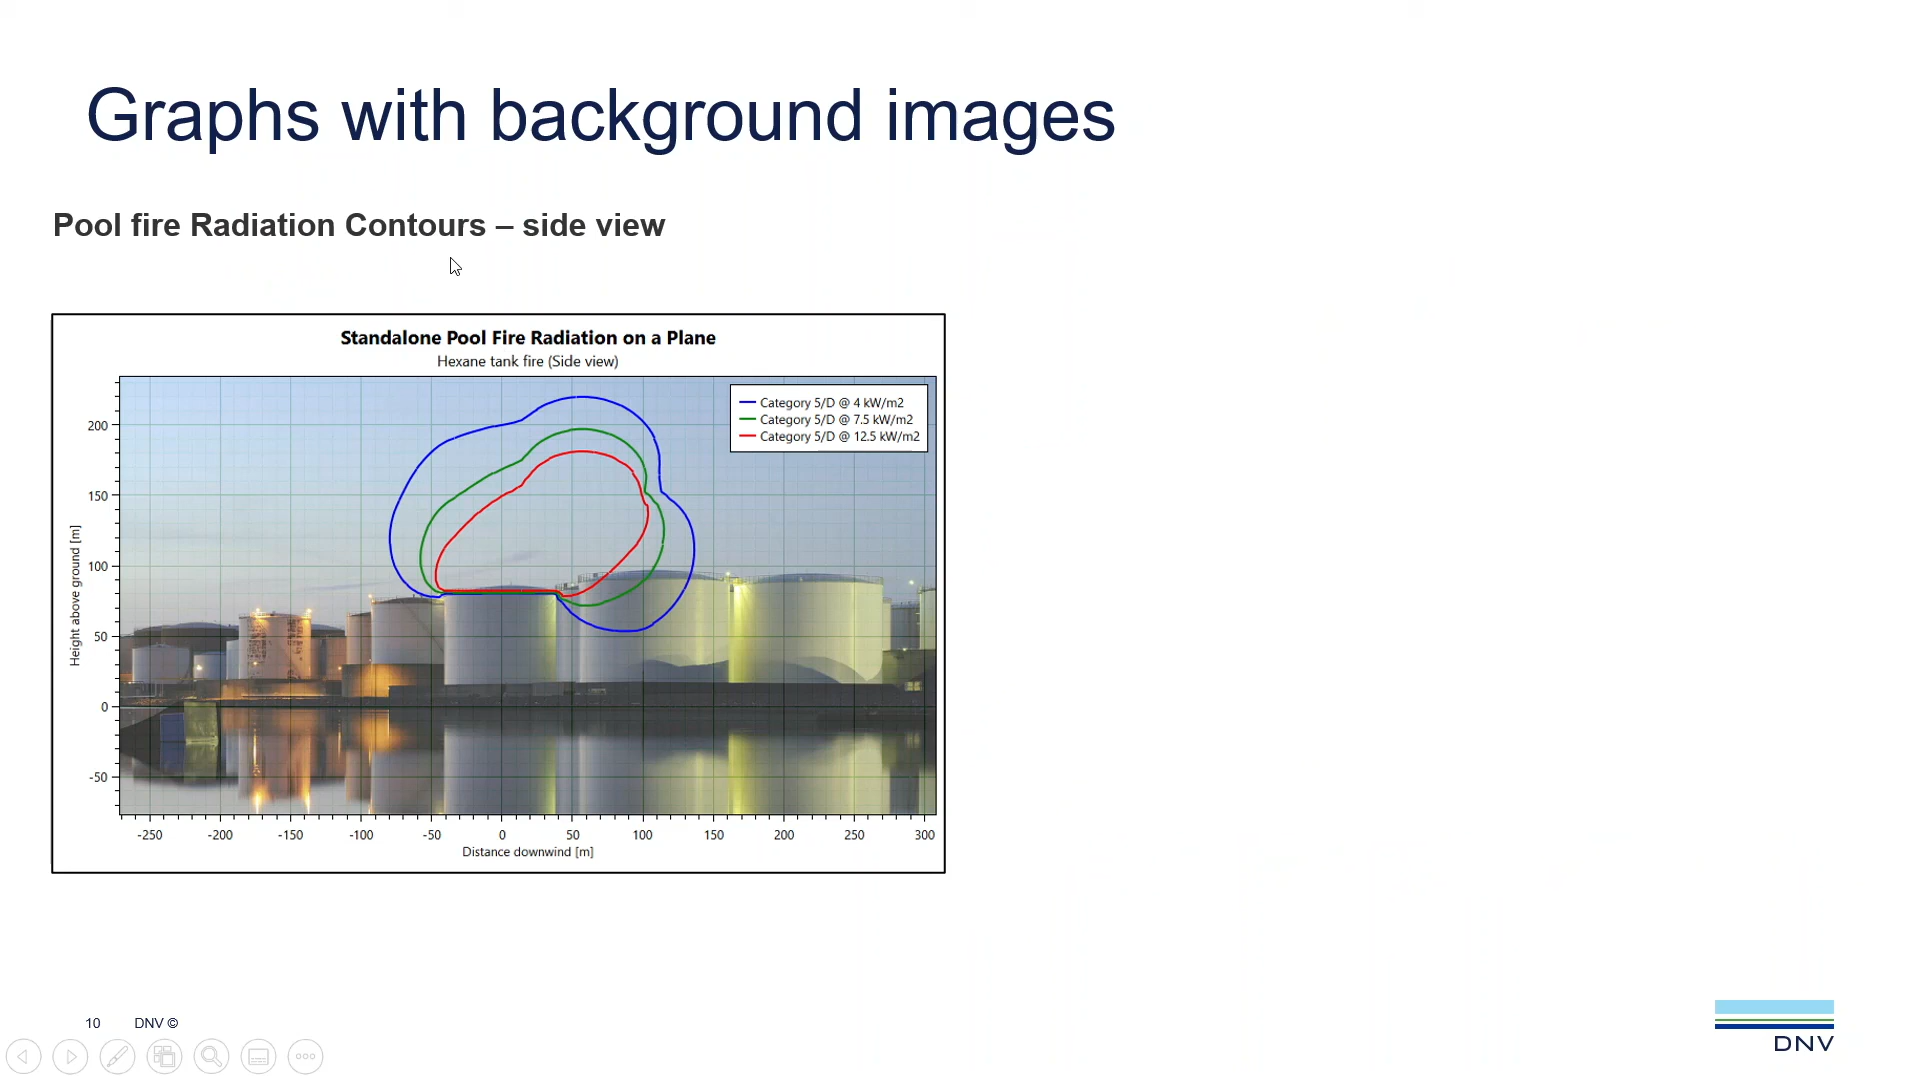 Graphs with background images
Pool fire Radiation Contours – side view
Standalone Pool Fire Radiation on a Plane
Hexane tank fire (Side view)
Category 5/D @ 4 kW/m2
Category 5/D @ 7.5 kW/m2
Category 5/D @ 12.5 kW/m2
Height above ground [m]
200
150
100
50
0
-50
-250 -200 -150 -100 -50 0 50 100 150 200 250 300
Distance downwind [m]
10 DNV ©
DNV